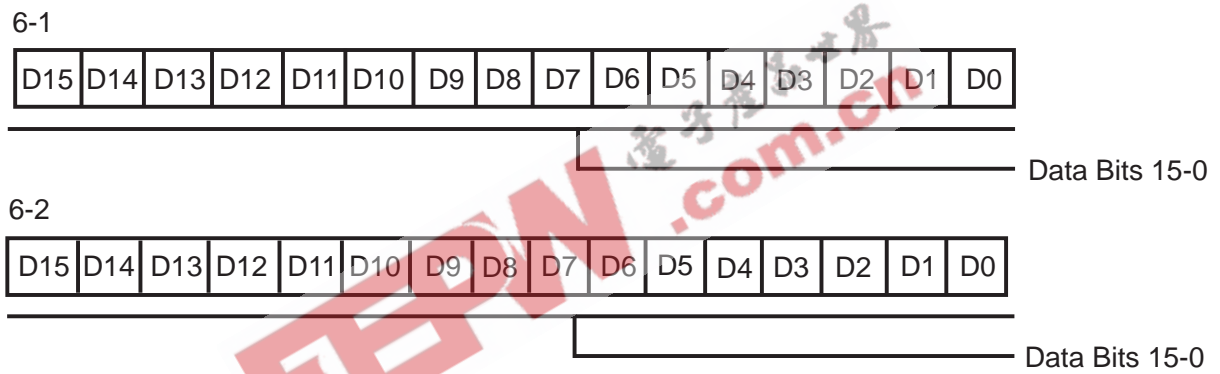 6-1
D15 D14 D13 D12 D11 D10 D9 D8 D7 D6 D5 D4 D3 D2 D1 D0
Data Bits 15-0
6-2
D15 D14 D13 D12 D11 D10 D9 D8 D7 D6 D5 D4 D3 D2 D1 D0
Data Bits 15-0
EEPW
.com.cn